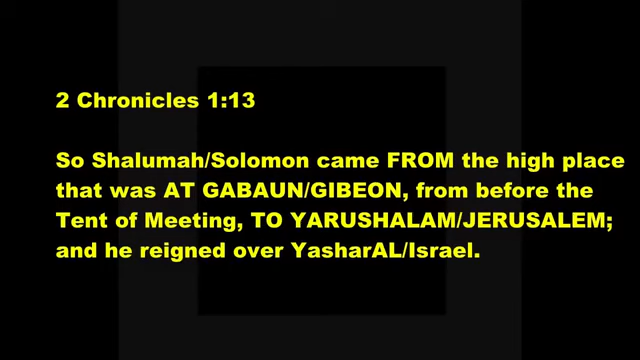 2 Chronicles 1:13
So Shalumah/Solomon came FROM the high place
that was AT GABAUN/GIBEON, from before the
Tent of Meeting, TO YARUSHALAM/JERUSALEM;
and he reigned over YasharAL/Israel.